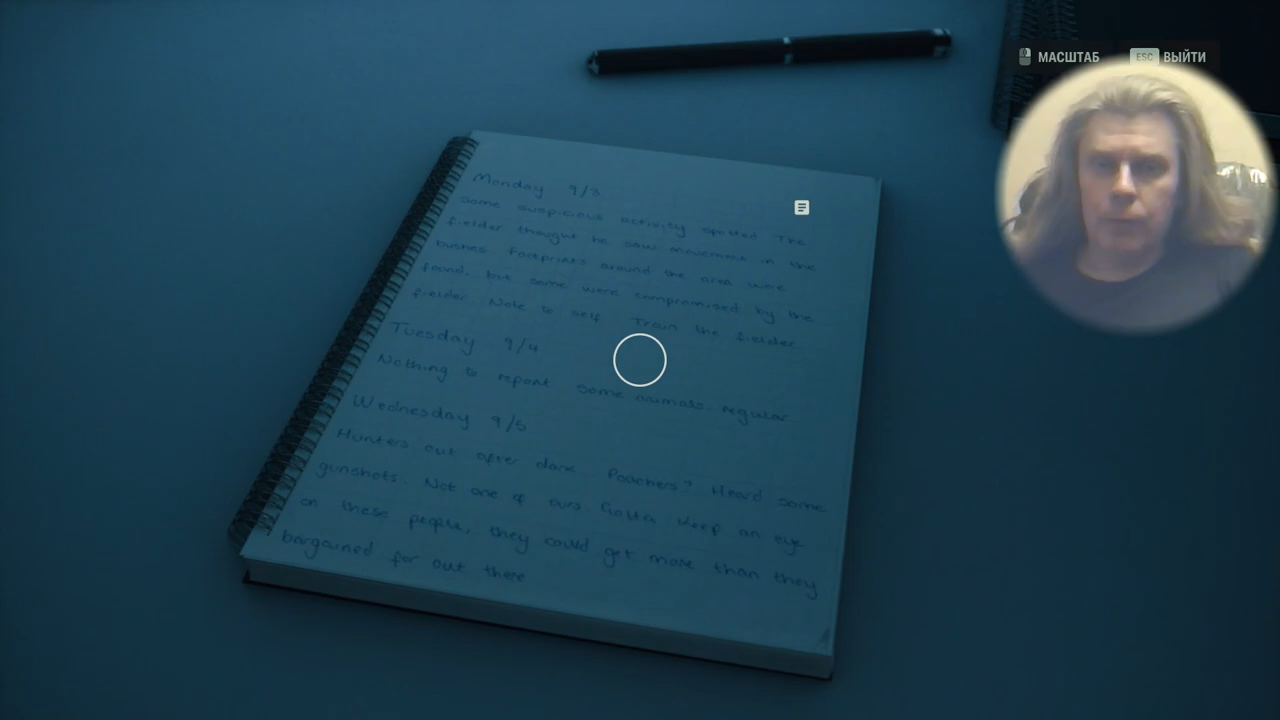 МАСШТАБ
ESC ВЫЙТИ
Monday 9/3
Some suspicious activity spotted The
fielder thought he saw movement in the
bushes Footprints around the area were
found, but some were compromised by the
fielder. Note to self Train the fielder
Tuesday 9/4
Nothing to report some animals regular
Wednesday 9/5
Hunters out after dark Poachers? Heard some
gunshots. Not one of ours Gotta keep an eye
on these people, they could get more than they
bargained for out there